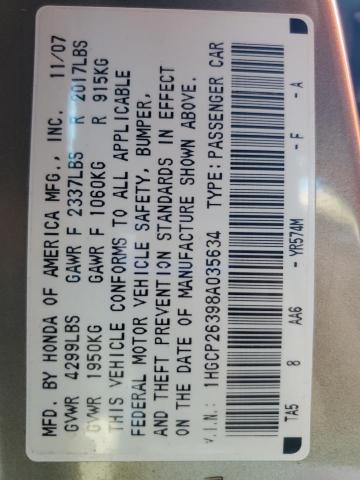 MFD. BY HONDA OF AMERICA MFG., INC. 11/07
GVWR 4299LBS GAWR F 2337LBS R 2017LBS
GVWR 1950KG GAWR F 1060KG R 915KG
THIS VEHICLE CONFORMS TO ALL APPLICABLE
FEDERAL MOTOR VEHICLE SAFETY, BUMPER,
AND THEFT PREVENTION STANDARDS IN EFFECT
ON THE DATE OF MANUFACTURE SHOWN ABOVE.
V.I.N.: 1HGCP26398A035634 TYPE:PASSENGER CAR
TA5 8 AA6 - YR574M - F - A